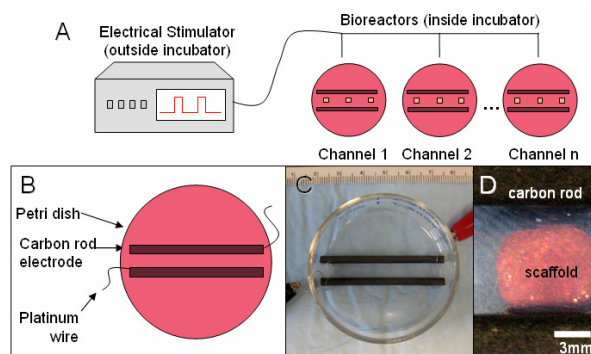 A
Electrical Stimulator
(outside incubator)
Bioreactors (inside incubator)
Channel 1
Channel 2
...
Channel n
B
Petri dish
Carbon rod
electrode
Platinum
wire
C
D
carbon rod
scaffold
3mm